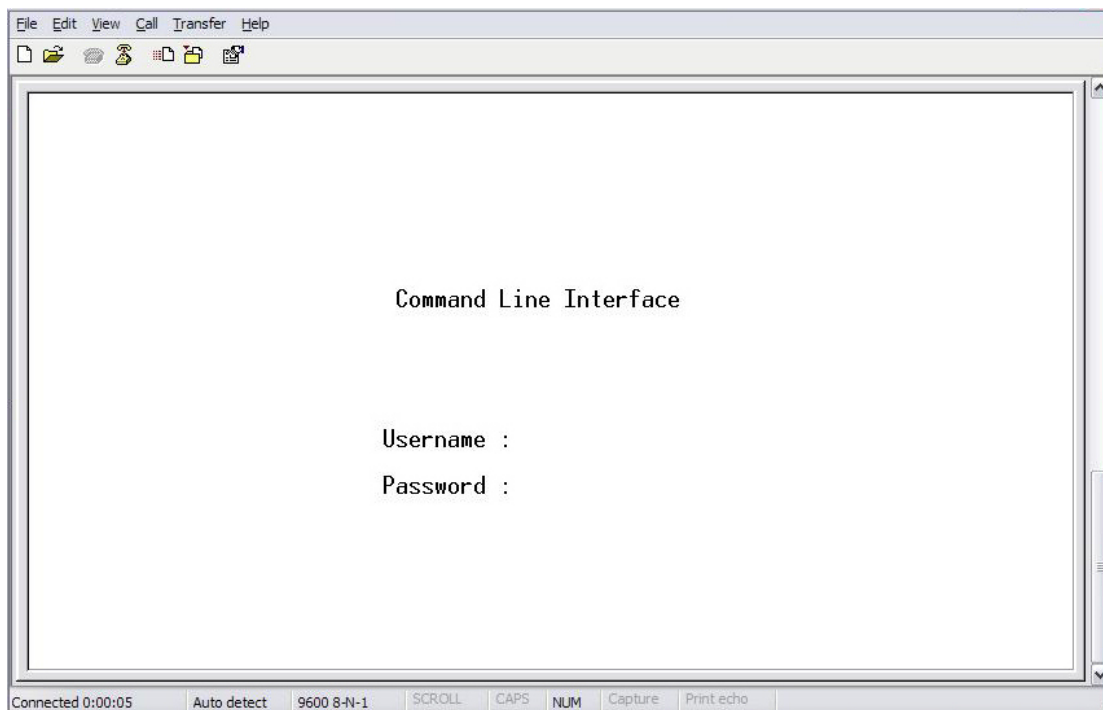 File Edit View Call Transfer Help
Command Line Interface
Username :
Password :
Connected 0:00:05 Auto detect 9600 8-N-1 SCROLL CAPS NUM Capture Print echo